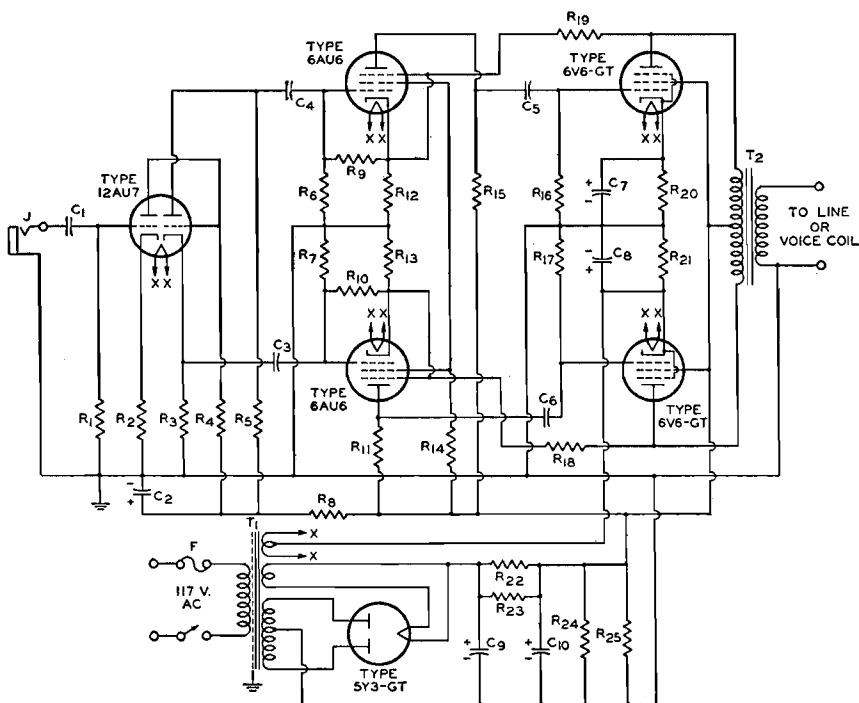 R19
TYPE
6AU6
TYPE
6V6-GT
C4
C5
X X
X X
T2
TYPE
12AU7
R9
R6
R12
R15
R16
C7
+
-
R20
J
C1
TO LINE
OR
VOICE COIL
X X
R7
R13
R17
C8
-
+
R21
R10
X X
X X
C3
TYPE
6AU6
C6
TYPE
6V6-GT
R1
R2
R3
R4
R5
R11
R14
R18
-
+
C2
R8
T1
X
X
F
117 V.
AC
R22
R23
R24
R25
+
-
C9
+
-
C10
TYPE
5Y3-GT